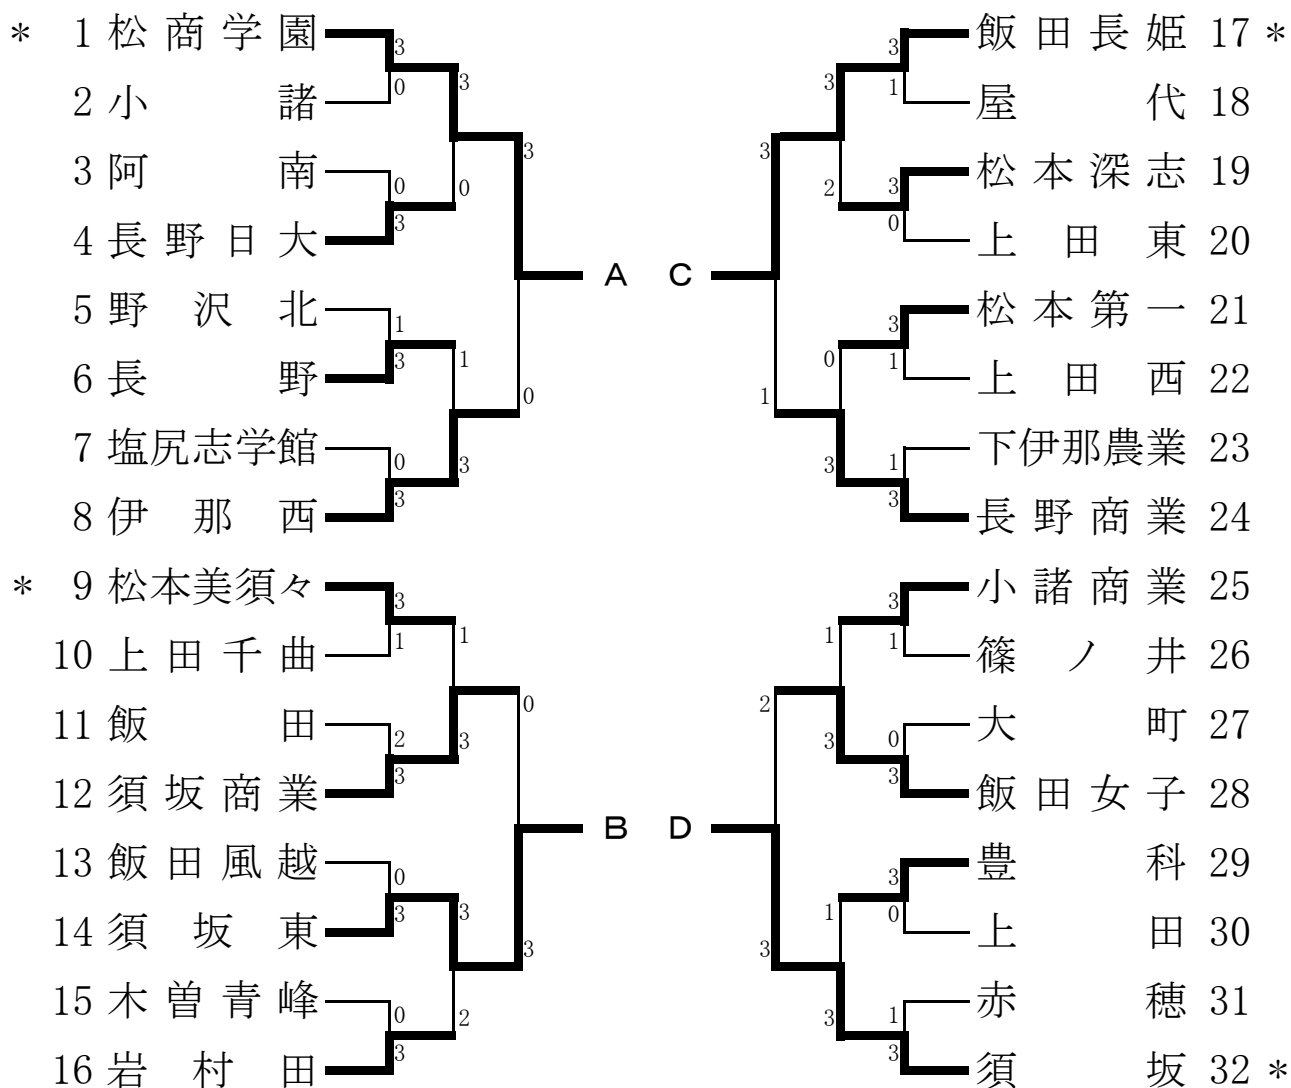 * 1 松商学園
3
0
2 小諸
3
3 阿南
0
3
0
4 長野日大
3
A
5 野沢北
1
3
6 長野
1
0
7 塩尻志学館
0
3
3
8 伊那西
* 9 松本美須々
3
1
10 上田千曲
1
11 飯田
2
3
3
12 須坂商業
0
B
13 飯田風越
0
3
14 須坂東
3
3
15 木曽青峰
0
3
2
16 岩村田
飯田長姫 17 *
3
1
屋代 18
3
松本深志 19
3
0
2
上田東 20
3
C
松本第一 21
3
1
上田西 22
0
1
下伊那農業 23
1
3
3
長野商業 24
小諸商業 25
3
1
篠ノ井 26
1
大町 27
0
3
3
飯田女子 28
2
D
豊科 29
3
0
上田 30
1
3
赤穂 31
1
3
3
須坂 32 *